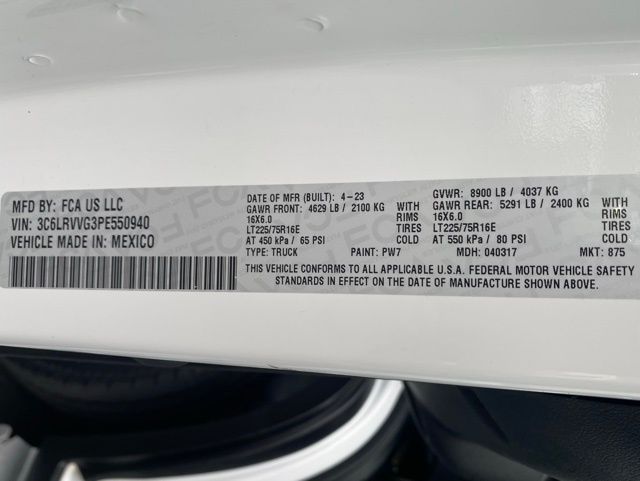 MFD BY: FCA US LLC
VIN: 3C6LRVVG3PE550940
VEHICLE MADE IN: MEXICO
DATE OF MFR (BUILT): 4-23
GAWR FRONT: 4629 LB / 2100 KG WITH
16X6.0 RIMS
LT225/75R16E TIRES
AT 450 kPa / 65 PSI COLD
TYPE: TRUCK PAINT: PW7
GVWR: 8900 LB / 4037 KG
GAWR REAR: 5291 LB / 2400 KG WITH
16X6.0 RIMS
LT225/75R16E TIRES
AT 550 kPa / 80 PSI COLD
MDH: 040317 MKT: 875
THIS VEHICLE CONFORMS TO ALL APPLICABLE U.S.A. FEDERAL MOTOR VEHICLE SAFETY
STANDARDS IN EFFECT ON THE DATE OF MANUFACTURE SHOWN ABOVE.